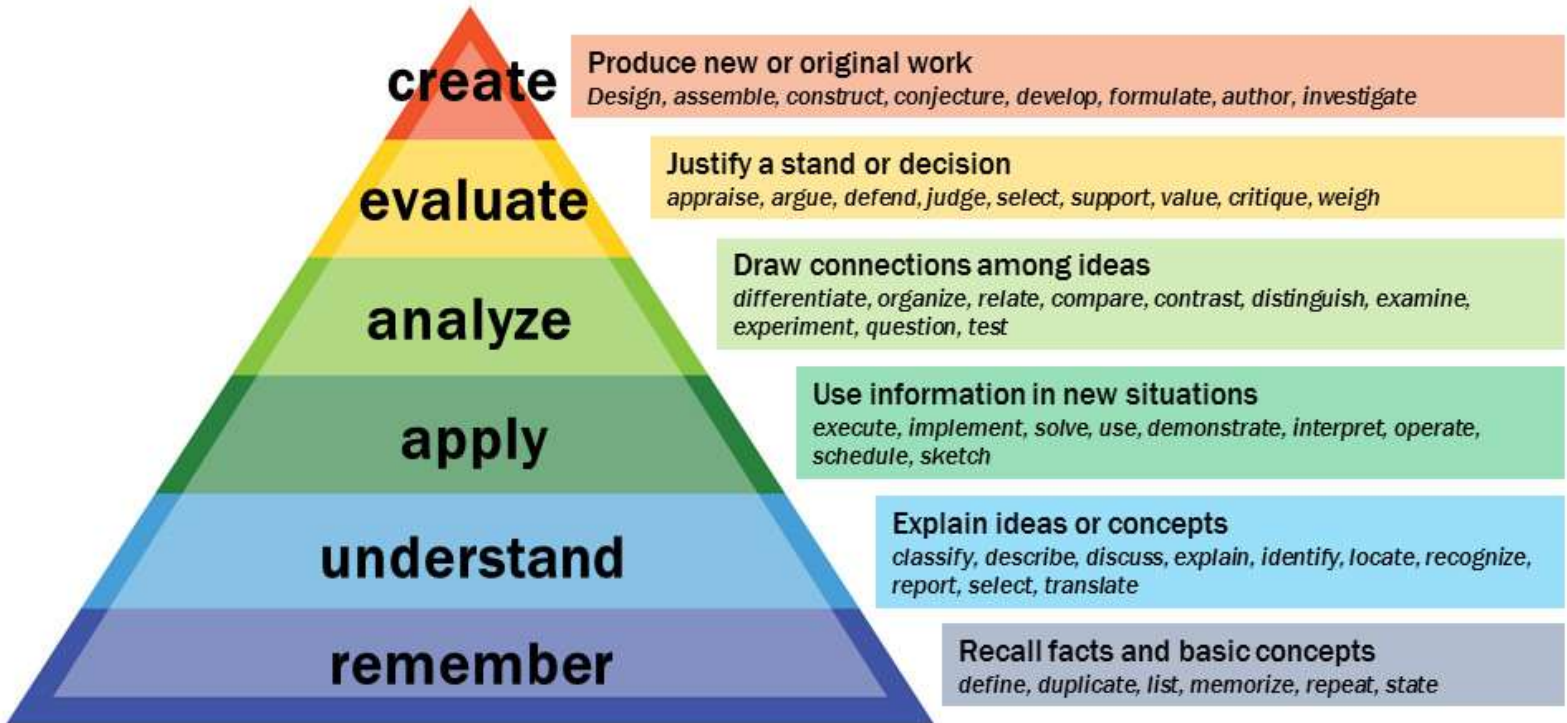 create
Produce new or original work
Design, assemble, construct, conjecture, develop, formulate, author, investigate
evaluate
Justify a stand or decision
appraise, argue, defend, judge, select, support, value, critique, weigh
analyze
Draw connections among ideas
differentiate, organize, relate, compare, contrast, distinguish, examine,
experiment, question, test
apply
Use information in new situations
execute, implement, solve, use, demonstrate, interpret, operate,
schedule, sketch
understand
Explain ideas or concepts
classify, describe, discuss, explain, identify, locate, recognize,
report, select, translate
remember
Recall facts and basic concepts
define, duplicate, list, memorize, repeat, state